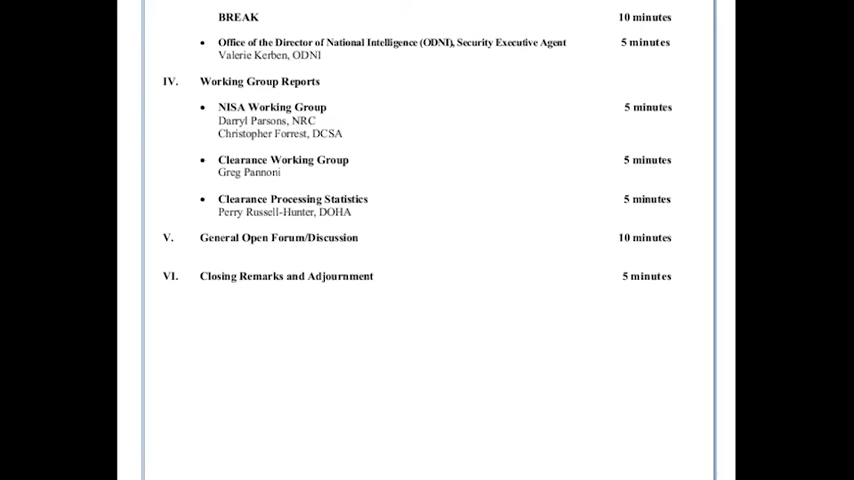 BREAK 10 minutes
• Office of the Director of National Intelligence (ODNI), Security Executive Agent 5 minutes
Valerie Kerben, ODNI
IV. Working Group Reports
• NISA Working Group 5 minutes
Darryl Parsons, NRC
Christopher Forrest, DCSA
• Clearance Working Group 5 minutes
Greg Pannoni
• Clearance Processing Statistics 5 minutes
Perry Russell-Hunter, DOHA
V. General Open Forum/Discussion 10 minutes
VI. Closing Remarks and Adjournment 5 minutes